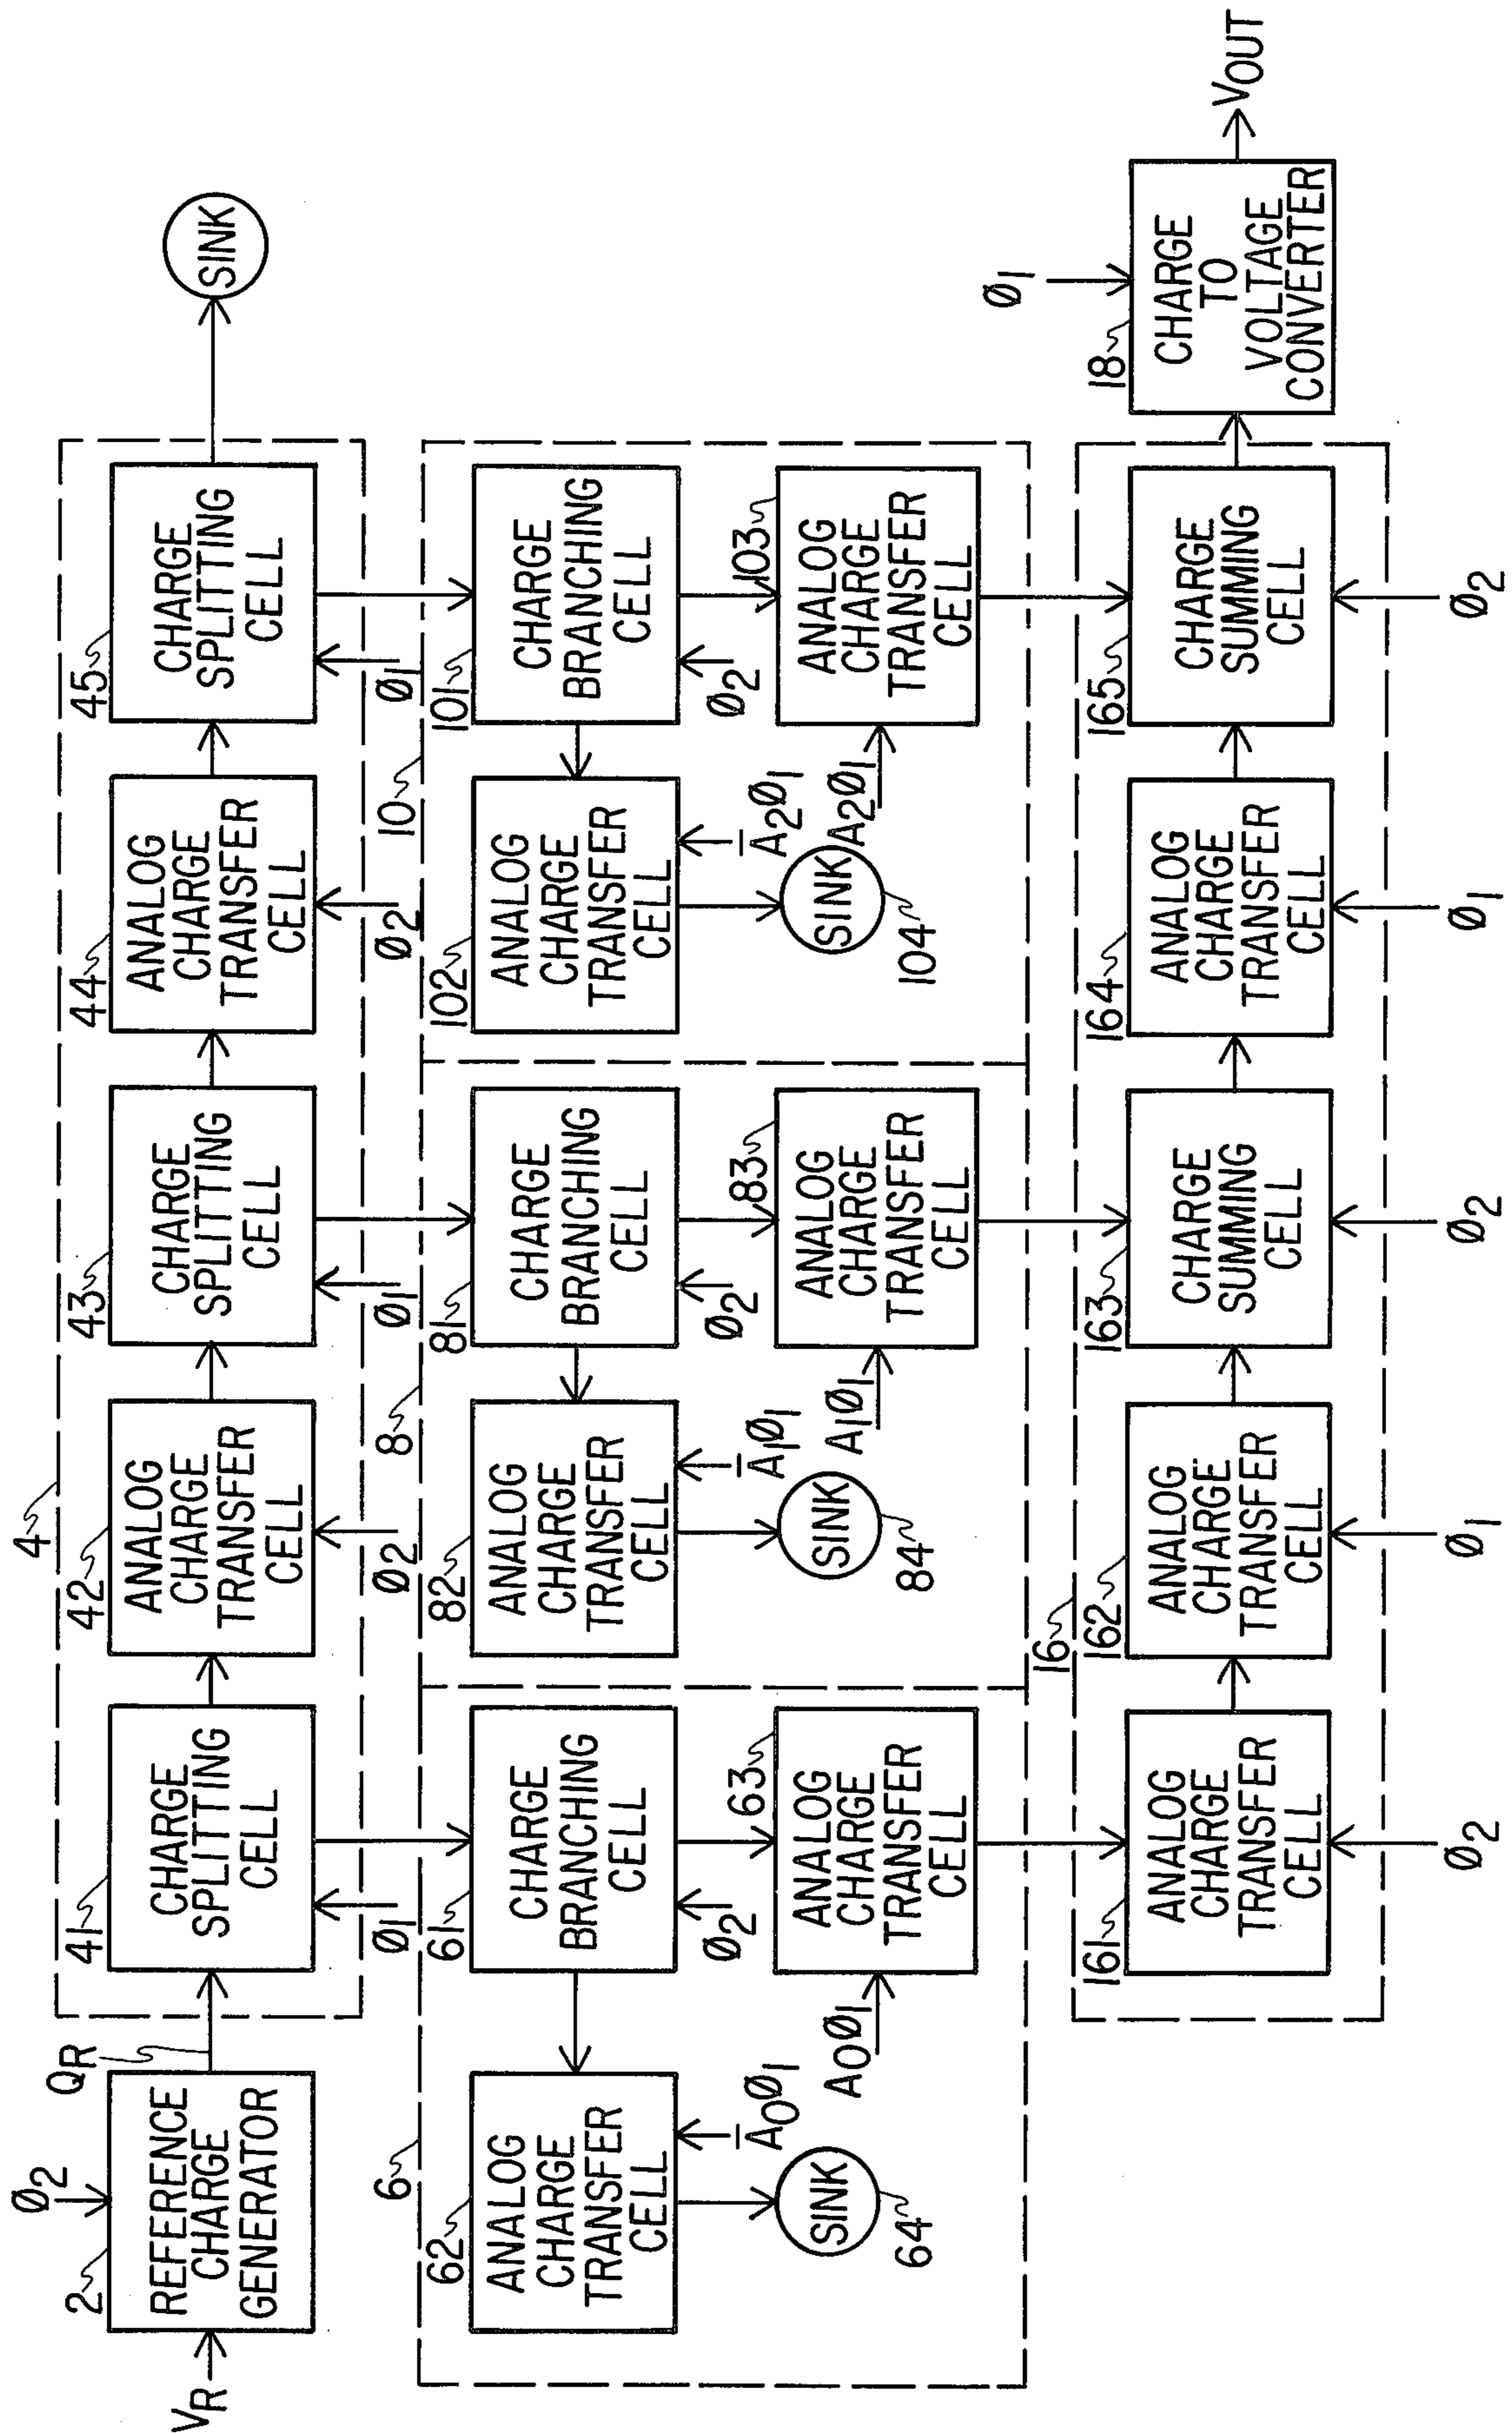 VR
Ø2
2
REFERENCE
CHARGE
GENERATOR
QR
4
41
CHARGE
SPLITTING
CELL
Ø1
42
ANALOG
CHARGE
TRANSFER
CELL
Ø2
43
CHARGE
SPLITTING
CELL
Ø1
44
ANALOG
CHARGE
TRANSFER
CELL
Ø2
45
CHARGE
SPLITTING
CELL
Ø1
SINK
6
62
ANALOG
CHARGE
TRANSFER
CELL
A̅0Ø1
SINK
64
61
CHARGE
BRANCHING
CELL
Ø2
63
ANALOG
CHARGE
TRANSFER
CELL
A0Ø1
8
82
ANALOG
CHARGE
TRANSFER
CELL
A̅1Ø1
SINK
84
81
CHARGE
BRANCHING
CELL
Ø2
83
ANALOG
CHARGE
TRANSFER
CELL
A1Ø1
10
102
ANALOG
CHARGE
TRANSFER
CELL
A̅2Ø1
SINK
104
101
CHARGE
BRANCHING
CELL
Ø2
103
ANALOG
CHARGE
TRANSFER
CELL
A2Ø1
16
161
ANALOG
CHARGE
TRANSFER
CELL
Ø2
162
ANALOG
CHARGE
TRANSFER
CELL
Ø1
163
CHARGE
SUMMING
CELL
Ø2
164
ANALOG
CHARGE
TRANSFER
CELL
Ø1
165
CHARGE
SUMMING
CELL
Ø2
18
CHARGE
TO
VOLTAGE
CONVERTER
Ø1
VOUT